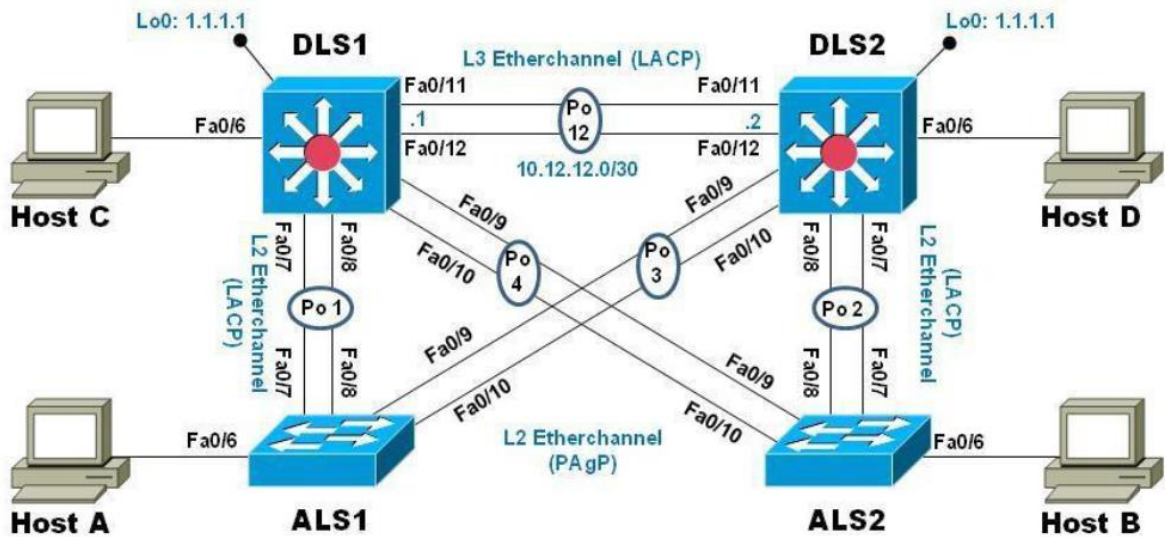 Lo0: 1.1.1.1
Lo0: 1.1.1.1
DLS1
DLS2
L3 Etherchannel (LACP)
Fa0/11
Fa0/11
Fa0/6
.1
Po
12
.2
Fa0/6
Fa0/12
Fa0/12
10.12.12.0/30
Host C
Host D
Fa0/9
Fa0/9
Fa0/10
Fa0/10
Fa0/7
Fa0/8
Fa0/8
Fa0/7
L2 Etherchannel
(LACP)
Po
4
Po
3
L2 Etherchannel
(LACP)
Po 1
Po 2
Fa0/7
Fa0/8
Fa0/9
Fa0/10
Fa0/9
Fa0/10
Fa0/8
Fa0/7
Fa0/6
L2 Etherchannel
(PAgP)
Fa0/6
Host A
ALS1
ALS2
Host B